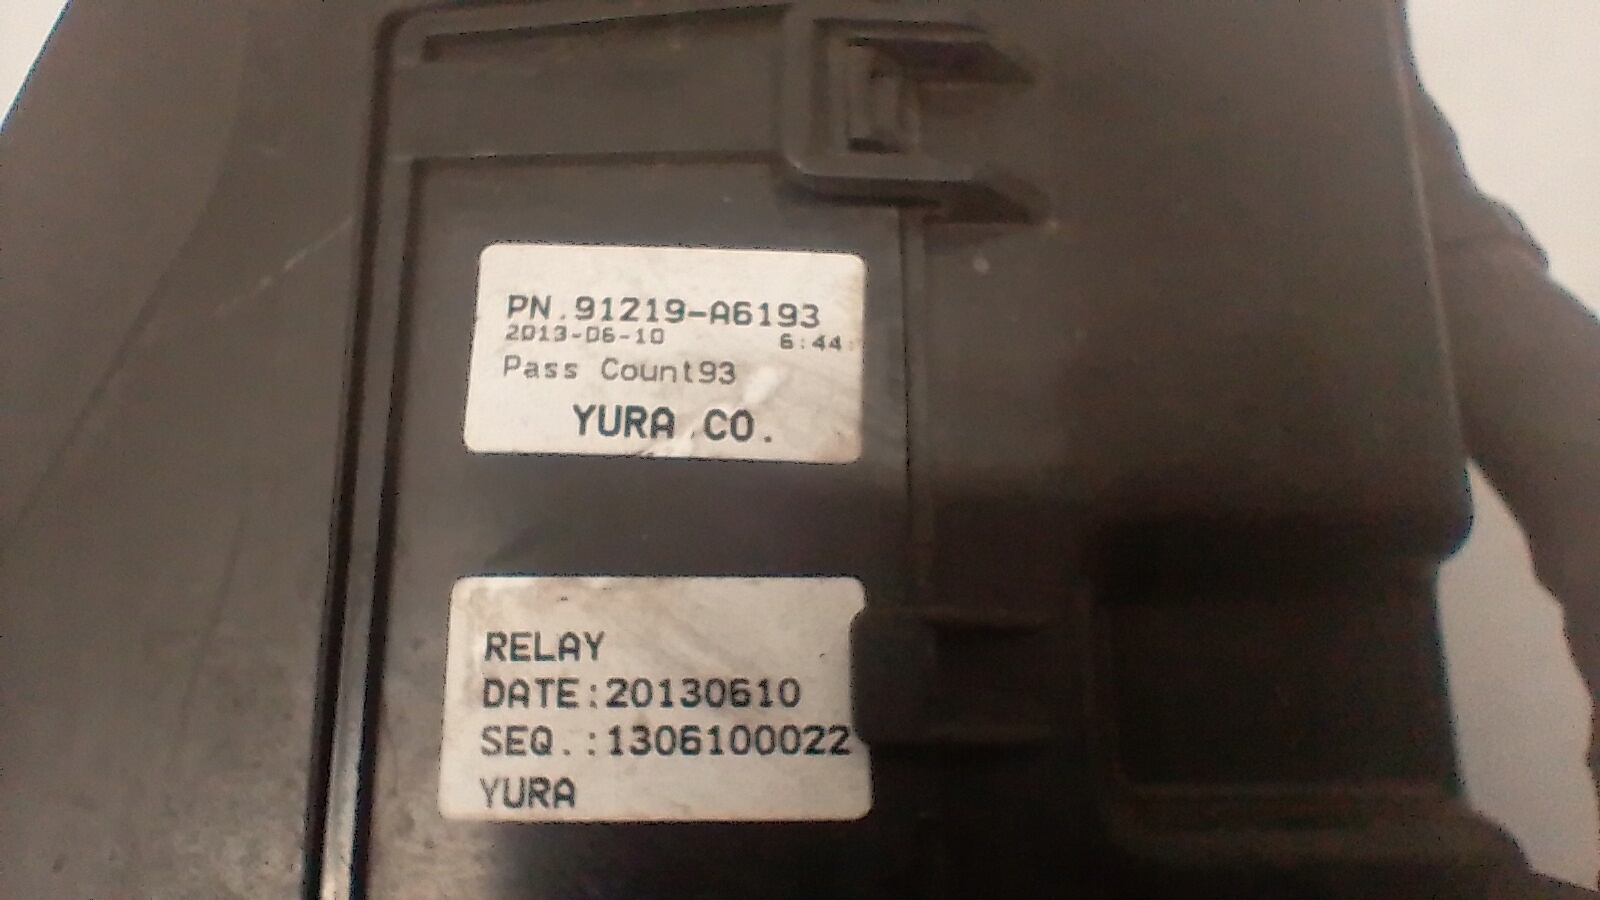 PN.91219-A6193
2013-06-10 6:44:
Pass Count93
YURA CO.
RELAY
DATE:20130610
SEQ.:1306100022
YURA